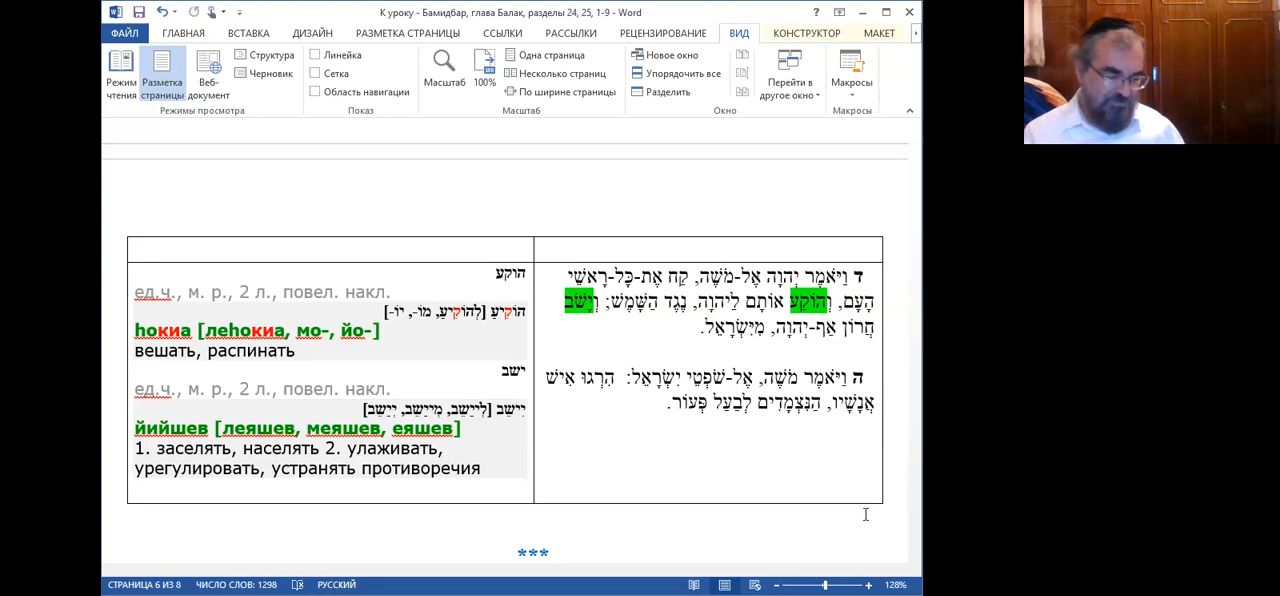 К уроку - Бамидбар, глава Балак, разделы 24, 25, 1-9 - Word
ФАЙЛ ГЛАВНАЯ ВСТАВКА ДИЗАЙН РАЗМЕТКА СТРАНИЦЫ ССЫЛКИ РАССЫЛКИ РЕЦЕНЗИРОВАНИЕ ВИД КОНСТРУКТОР МАКЕТ
Режим чтения
Разметка страницы
Веб-документ
Структура
Черновик
Режимы просмотра
Линейка
Сетка
Область навигации
Показ
Масштаб
100%
Одна страница
Несколько страниц
По ширине страницы
Масштаб
Новое окно
Упорядочить все
Разделить
Перейти в другое окно
Окно
Макросы
Макросы
ד וַיֹּאמֶר יְהוָה אֶל-מֹשֶׁה, קַח אֶת-כָּל-רָאשֵׁי
הָעָם, וְהוֹקַע אוֹתָם לַיהוָה, נֶגֶד הַשָּׁמֶשׁ; וְיָשֹׁב
חֲרוֹן אַף-יְהוָה, מִיִּשְׂרָאֵל.
ה וַיֹּאמֶר מֹשֶׁה, אֶל-שֹׁפְטֵי יִשְׂרָאֵל: הִרְגוּ אִישׁ
אֲנָשָׁיו, הַנִּצְמָדִים לְבַעַל פְּעוֹר.
הוקע
ед.ч., м. р., 2 л., повел. накл.
הוֹקִיעַ [לְהוֹקִיעַ, מוֹ-, יוֹ-]
hокиа [леhокиа, мо-, йо-]
вешать, распинать
ישב
ед.ч., м. р., 2 л., повел. накл.
יִישֵּׁב [לְיַישֵּׁב, מְיַישֵּׁב, יְיַישֵּׁב]
йийшев [леяшев, меяшев, еяшев]
1. заселять, населять 2. улаживать,
урегулировать, устранять противоречия
***
СТРАНИЦА 6 ИЗ 8 ЧИСЛО СЛОВ: 1298 РУССКИЙ 128%